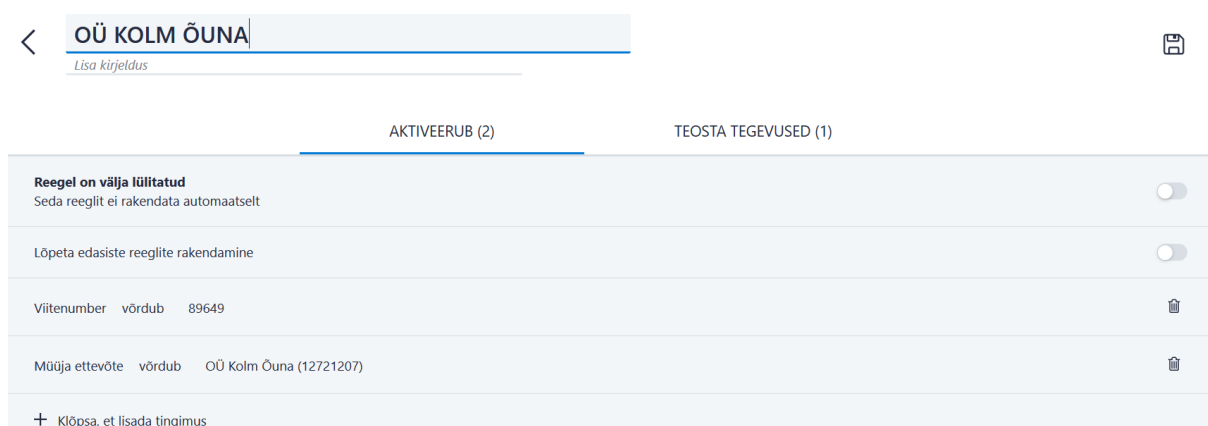 OÜ KOLM ÕUNA
Lisa kirjeldus
AKTIVEERUB (2) TEOSTA TEGEVUSED (1)
Reegel on välja lülitatud
Seda reeglit ei rakendata automaatselt
Lõpeta edasiste reeglite rakendamine
Viitenumber võrdub 89649
Müüja ettevõte võrdub OÜ Kolm Õuna (12721207)
+ Klõpsa, et lisada tingimus